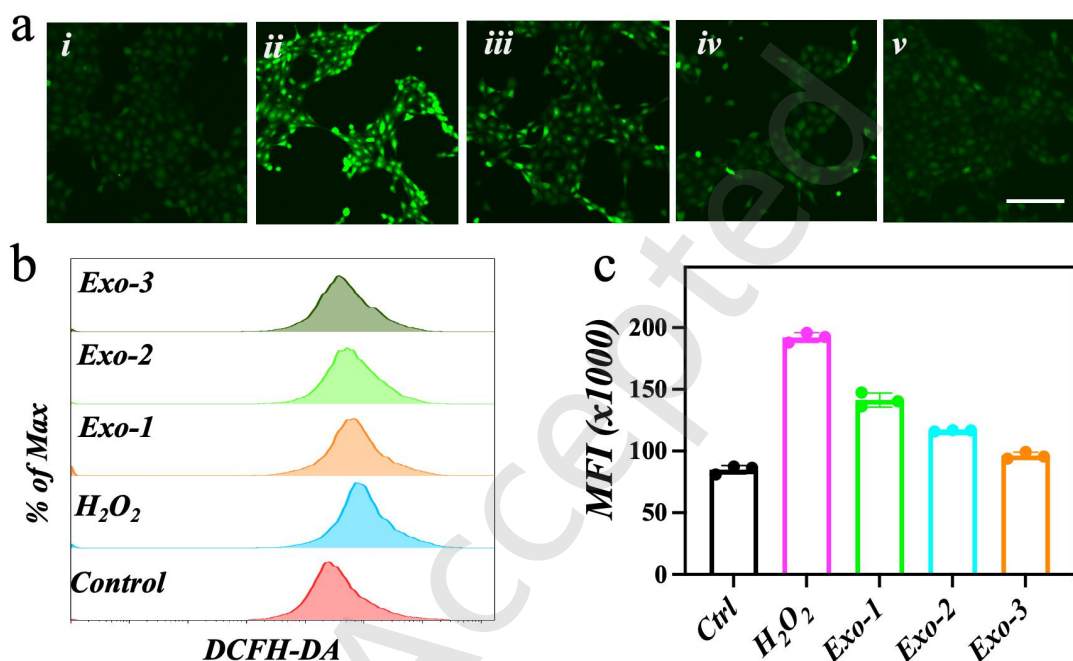 a
i
ii
iii
iv
v
b
Exo-3
Exo-2
Exo-1
H₂O₂
Control
% of Max
DCFH-DA
c
MFI (x1000)
200
150
100
50
0
Ctrl
H₂O₂
Exo-1
Exo-2
Exo-3
Accepted